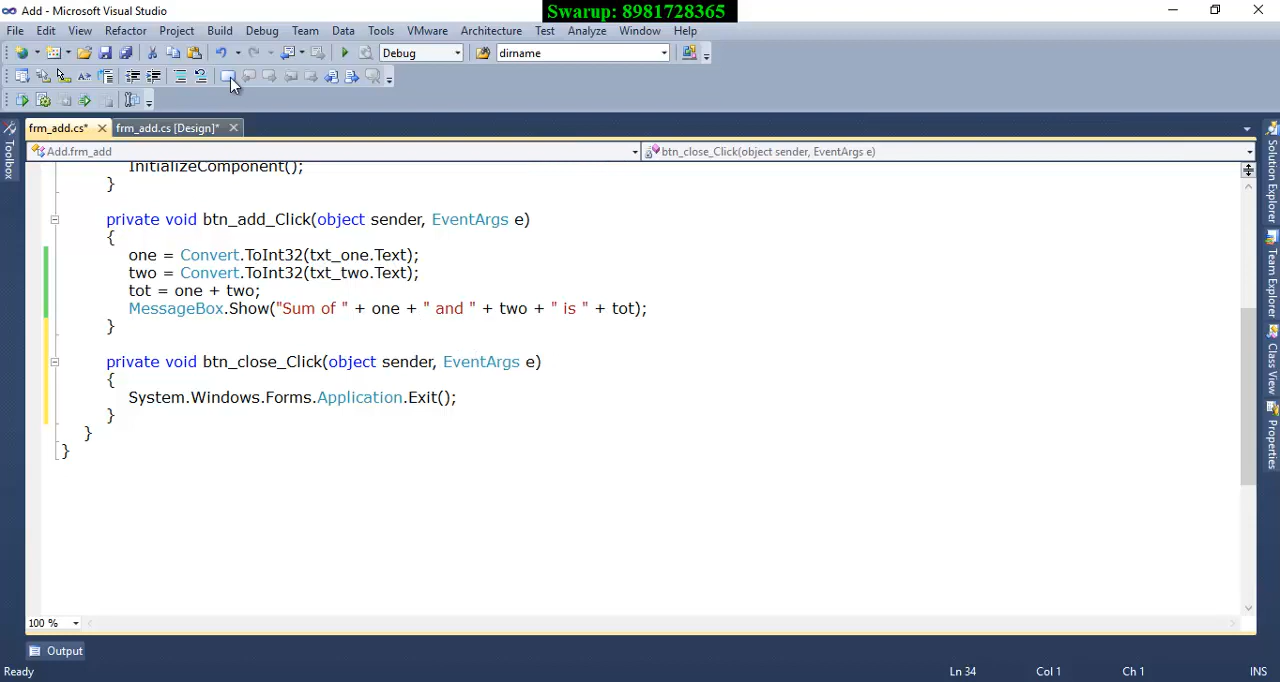 Swarup: 8981728365
Add - Microsoft Visual Studio
File Edit View Refactor Project Build Debug Team Data Tools VMware Architecture Test Analyze Window Help
Debug dirname
frm_add.cs* frm_add.cs [Design]*
Add.frm_add btn_close_Click(object sender, EventArgs e)
InitializeComponent();
}
private void btn_add_Click(object sender, EventArgs e)
{
one = Convert.ToInt32(txt_one.Text);
two = Convert.ToInt32(txt_two.Text);
tot = one + two;
MessageBox.Show("Sum of " + one + " and " + two + " is " + tot);
}
private void btn_close_Click(object sender, EventArgs e)
{
System.Windows.Forms.Application.Exit();
}
}
}
100 %
Toolbox
Solution Explorer
Team Explorer
Class View
Properties
Output
Ready Ln 34 Col 1 Ch 1 INS